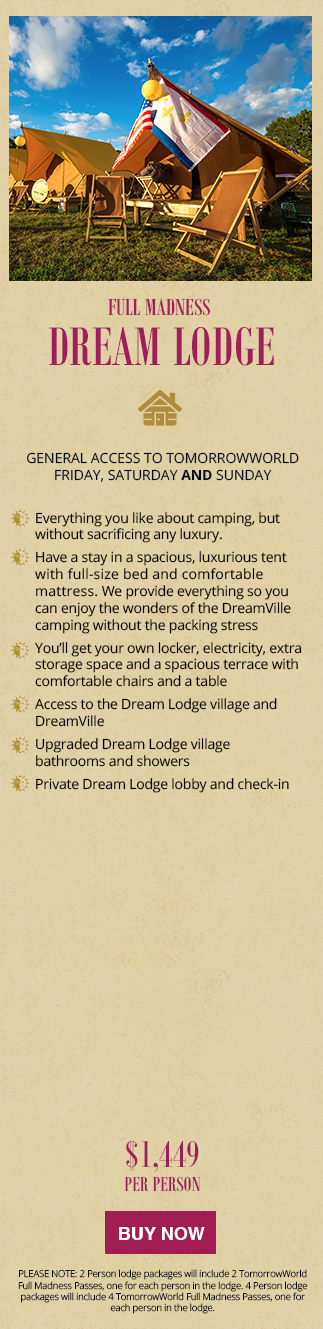 FULL MADNESS
DREAM LODGE
GENERAL ACCESS TO TOMORROWWORLD
FRIDAY, SATURDAY AND SUNDAY
Everything you like about camping, but
without sacrificing any luxury.
Have a stay in a spacious, luxurious tent
with full-size bed and comfortable
mattress. We provide everything so you
can enjoy the wonders of the DreamVille
camping without the packing stress
You'll get your own locker, electricity, extra
storage space and a spacious terrace with
comfortable chairs and a table
Access to the Dream Lodge village and
DreamVille
Upgraded Dream Lodge village
bathrooms and showers
Private Dream Lodge lobby and check-in
$1,449
PER PERSON
BUY NOW
PLEASE NOTE: 2 Person lodge packages will include 2 TomorrowWorld
Full Madness Passes, one for each person in the lodge. 4 Person lodge
packages will include 4 TomorrowWorld Full Madness Passes, one for
each person in the lodge.